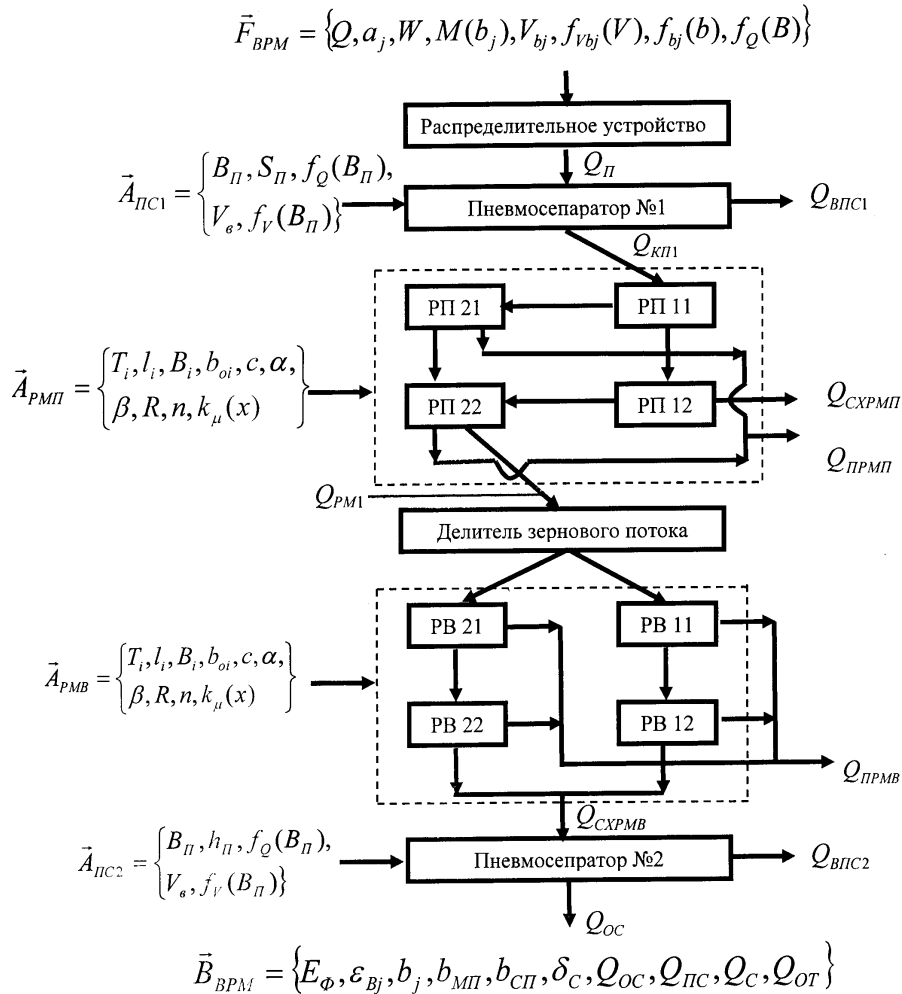 F⃗_ВРМ = {Q, a_j, W, M(b_j), V_bj, f_Vbj(V), f_bj(b), f_Q(B)}
Распределительное устройство
Q_П
A⃗_ПС1 = {B_П, S_П, f_Q(B_П),
V_в, f_V(B_П)}
Пневмосепаратор №1
Q_ВПС1
Q_КП1
РП 21
РП 11
A⃗_РМП = {T_i, l_i, B_i, b_oi, c, α,
β, R, n, k_μ(x)}
РП 22
РП 12
Q_СХРМП
Q_ПРМП
Q_РМ1
Делитель зернового потока
РВ 21
РВ 11
A⃗_РМВ = {T_i, l_i, B_i, b_oi, c, α,
β, R, n, k_μ(x)}
РВ 22
РВ 12
Q_ПРМВ
Q_СХРМВ
A⃗_ПС2 = {B_П, h_П, f_Q(B_П),
V_в, f_V(B_П)}
Пневмосепратор №2
Q_ВПС2
Q_ОС
B⃗_ВРМ = {E_Ф, ε_Bj, b_j, b_МП, b_СП, δ_С, Q_ОС, Q_ПС, Q_С, Q_ОТ}